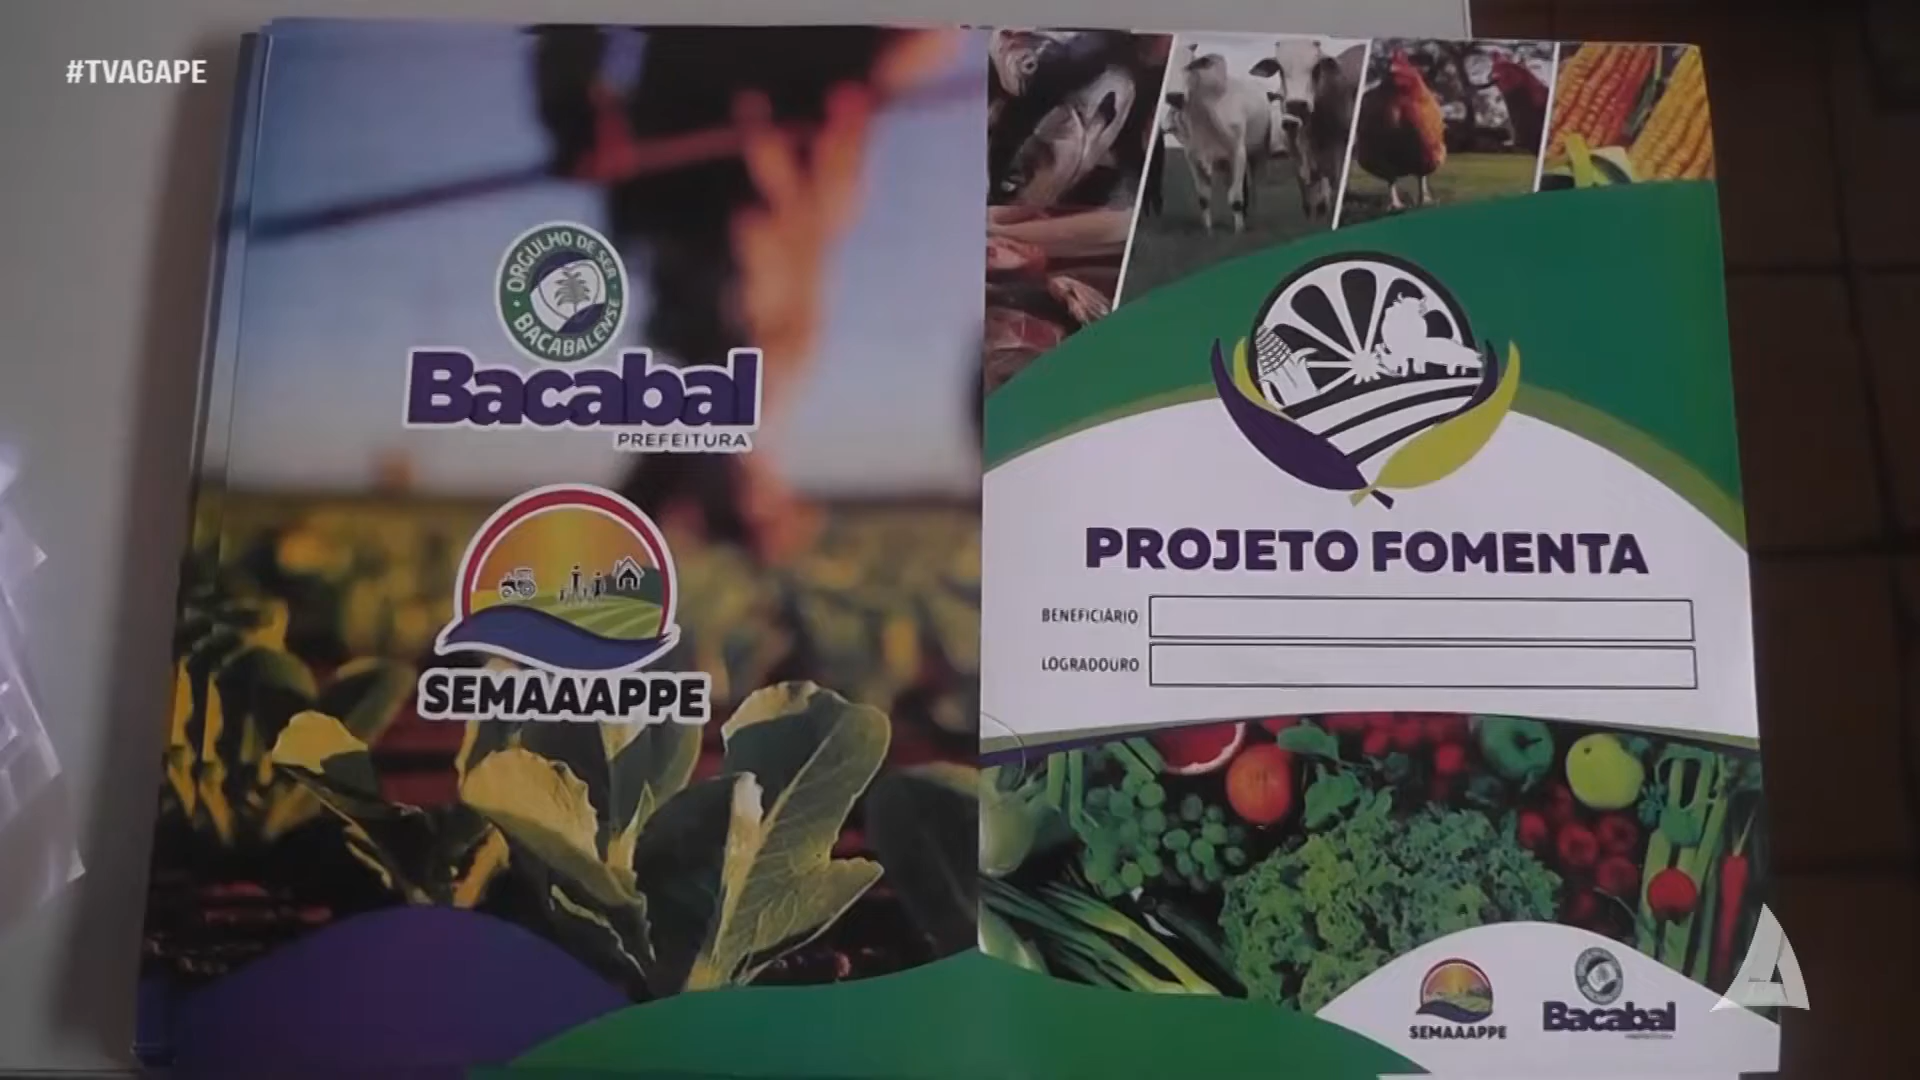 #TVAGAPE
ORGULHO DE SER
BACABALENSE
Bacabal
PREFEITURA
SEMAAAPPE
PROJETO FOMENTA
BENEFICIÁRIO
LOGRADOURO
SEMAAAPPE
Bacabal